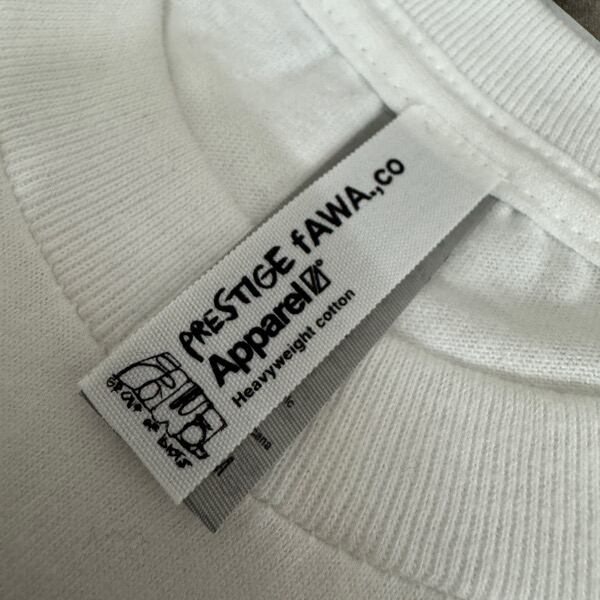 PRESTIGE fAWA.,co
Apparel
Heavyweight cotton